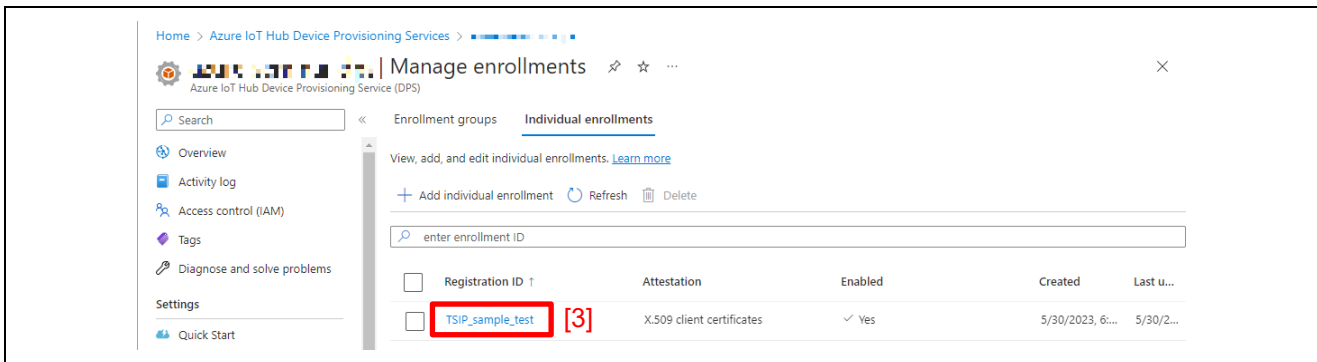 Home > Azure IoT Hub Device Provisioning Services >
| Manage enrollments ...
Azure IoT Hub Device Provisioning Service (DPS)
Search
Overview
Activity log
Access control (IAM)
Tags
Diagnose and solve problems
Settings
Quick Start
Enrollment groups Individual enrollments
View, add, and edit individual enrollments. Learn more
Add individual enrollment Refresh Delete
enter enrollment ID
Registration ID ↑ Attestation Enabled Created Last u...
TSIP_sample_test [3] X.509 client certificates Yes 5/30/2023, 6:... 5/30/2...